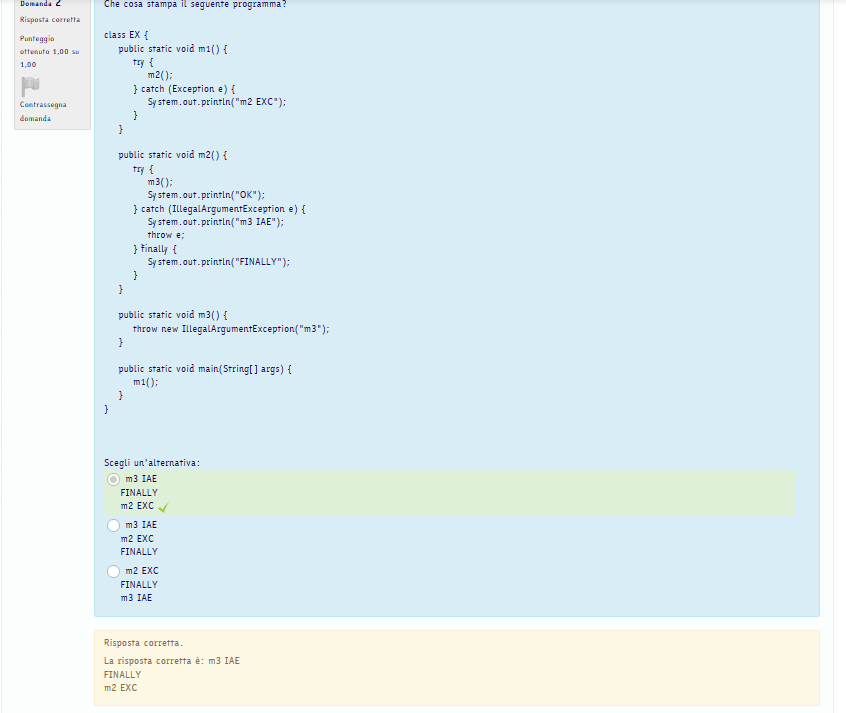 Domanda 2
Risposta corretta
Punteggio
ottenuto 1,00 su
1,00
Contrassegna
domanda
Che cosa stampa il seguente programma?
class EX {
public static void m1() {
try {
m2();
} catch (Exception e) {
System.out.println("m2 EXC");
}
}
public static void m2() {
try {
m3();
System.out.println("OK");
} catch (IllegalArgumentException e) {
System.out.println("m3 IAE");
throw e;
} finally {
System.out.println("FINALLY");
}
}
public static void m3() {
throw new IllegalArgumentException("m3");
}
public static void main(String[] args) {
m1();
}
}
Scegli un'alternativa:
m3 IAE
FINALLY
m2 EXC
m3 IAE
m2 EXC
FINALLY
m2 EXC
FINALLY
m3 IAE
Risposta corretta.
La risposta corretta è: m3 IAE
FINALLY
m2 EXC